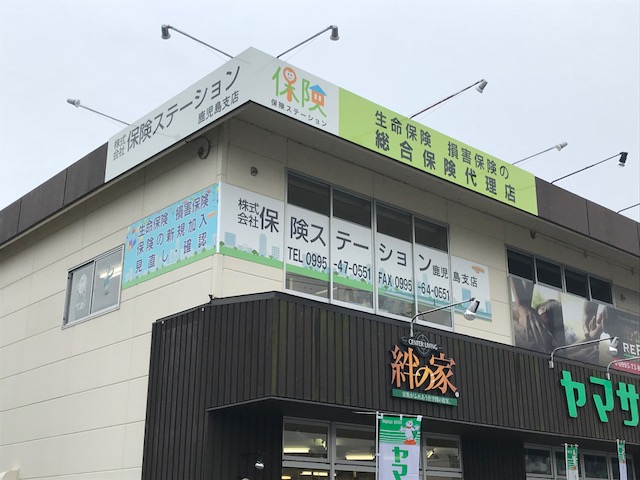 株式会社 保険ステーション 鹿児島支店
保険
保険ステーション
生命保険 損害保険の
総合保険代理店
生命保険・損害保険
保険の新規加入
見直し・確認
株式会社 保険ステーション 鹿児島支店
TEL 0995-47-0551 FAX 0995-64-0551
CENTER LIVING
絆の家。
REF
ヤマサ
ヤマ